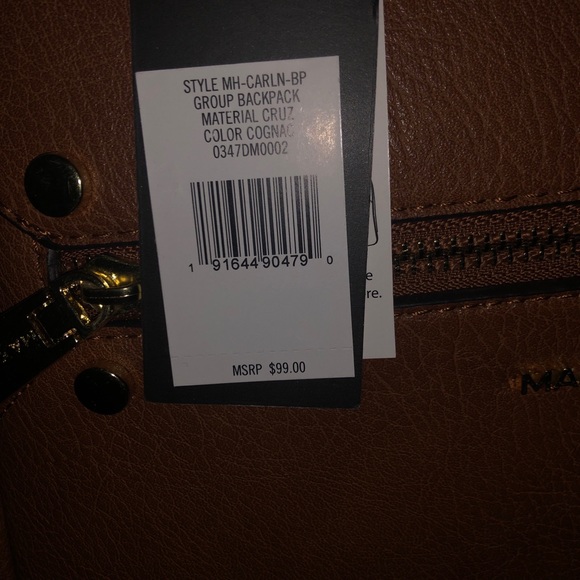 STYLE MH-CARLN-BP
GROUP BACKPACK
MATERIAL CRUZ
COLOR COGNAC
0347DM0002
1 91644 90479 0
MSRP $99.00
re.
MA